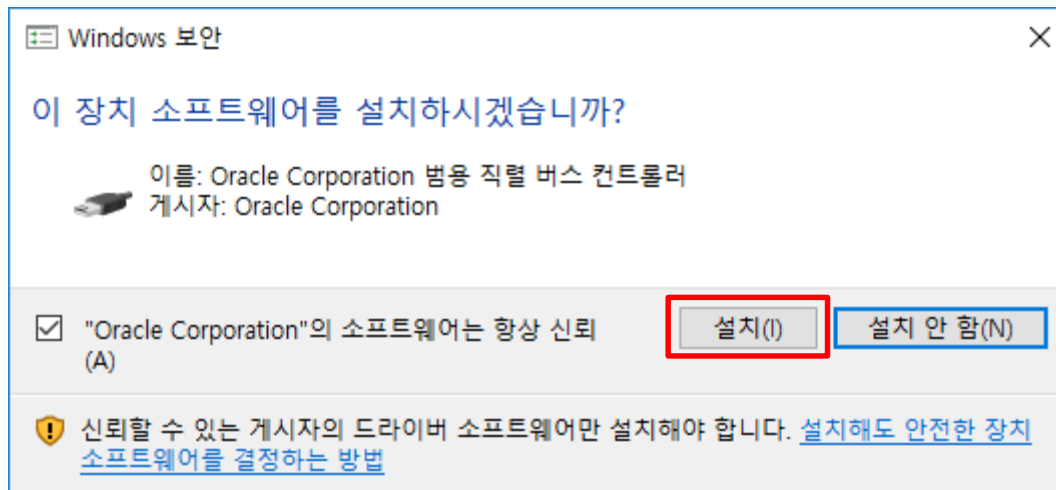 Windows 보안
이 장치 소프트웨어를 설치하시겠습니까?
이름: Oracle Corporation 범용 직렬 버스 컨트롤러
게시자: Oracle Corporation
"Oracle Corporation"의 소프트웨어는 항상 신뢰
(A)
설치(I)
설치 안 함(N)
신뢰할 수 있는 게시자의 드라이버 소프트웨어만 설치해야 합니다. 설치해도 안전한 장치
소프트웨어를 결정하는 방법